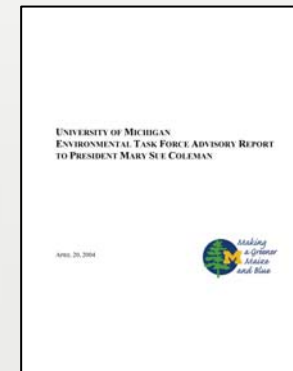 UNIVERSITY OF MICHIGAN
ENVIRONMENTAL TASK FORCE ADVISORY REPORT
TO PRESIDENT MARY SUE COLEMAN
APRIL 20, 2004
M
Making
a Greener
Maize
and Blue